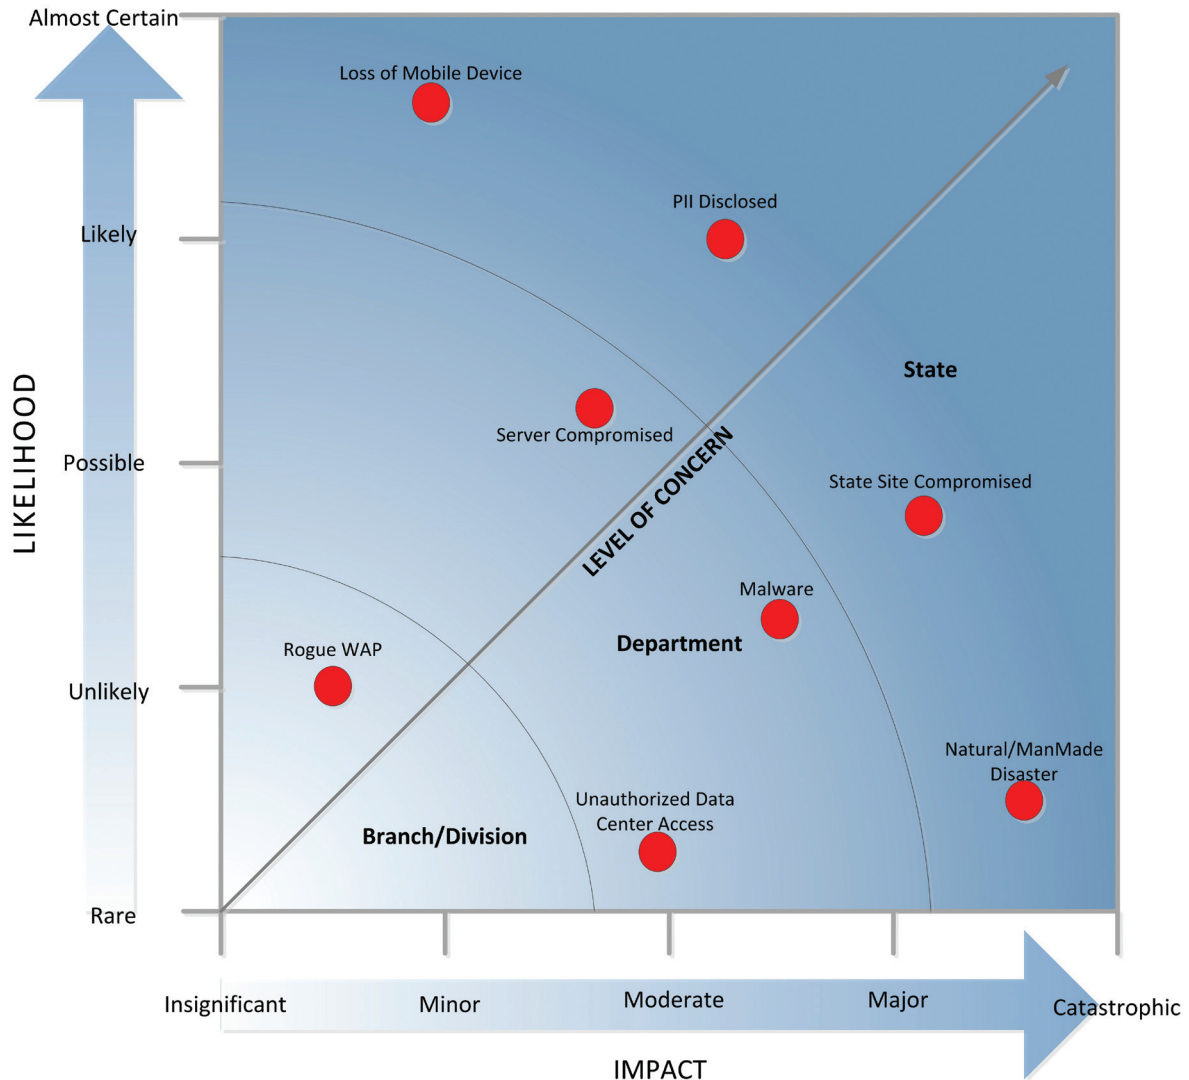 Almost Certain
Loss of Mobile Device
PII Disclosed
Likely
State
LIKELIHOOD
Server Compromised
Possible
LEVEL OF CONCERN
State Site Compromised
Malware
Department
Rogue WAP
Unlikely
Natural/ManMade
Disaster
Unauthorized Data
Center Access
Branch/Division
Rare
Insignificant
Minor
Moderate
Major
Catastrophic
IMPACT